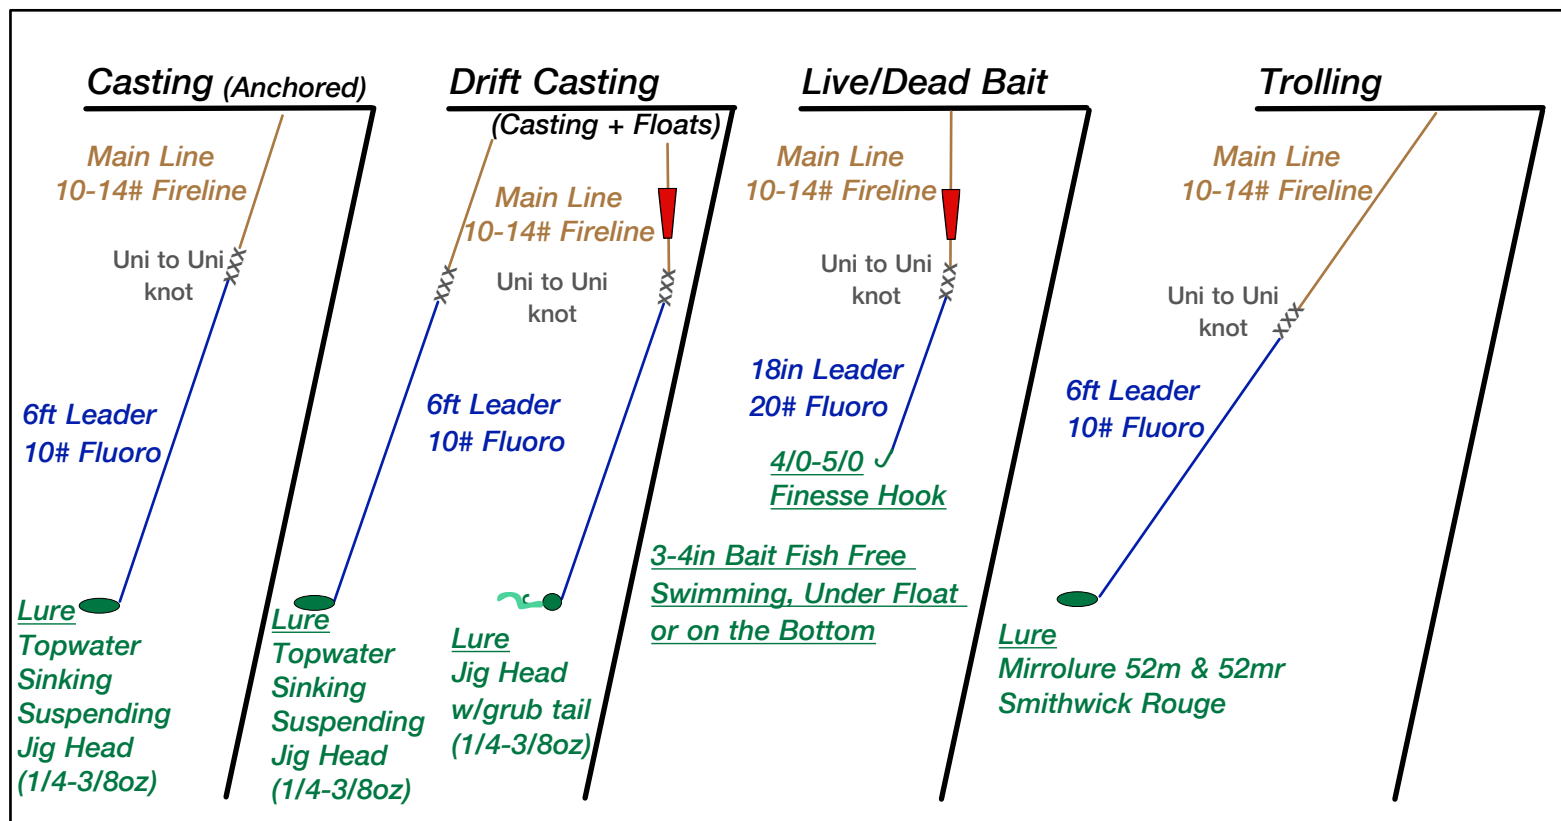 Casting (Anchored)
Main Line
10-14# Fireline
Uni to Uni
knot
xxx
6ft Leader
10# Fluoro
Lure
Topwater
Sinking
Suspending
Jig Head
(1/4-3/8oz)
Drift Casting
(Casting + Floats)
Main Line
10-14# Fireline
xxx
Uni to Uni
knot
xxx
6ft Leader
10# Fluoro
Lure
Topwater
Sinking
Suspending
Jig Head
(1/4-3/8oz)
Lure
Jig Head
w/grub tail
(1/4-3/8oz)
Live/Dead Bait
Main Line
10-14# Fireline
Uni to Uni
knot
xxx
18in Leader
20# Fluoro
4/0-5/0
Finesse Hook
3-4in Bait Fish Free
Swimming, Under Float
or on the Bottom
Trolling
Main Line
10-14# Fireline
Uni to Uni
knot
xxx
6ft Leader
10# Fluoro
Lure
Mirrolure 52m & 52mr
Smithwick Rouge